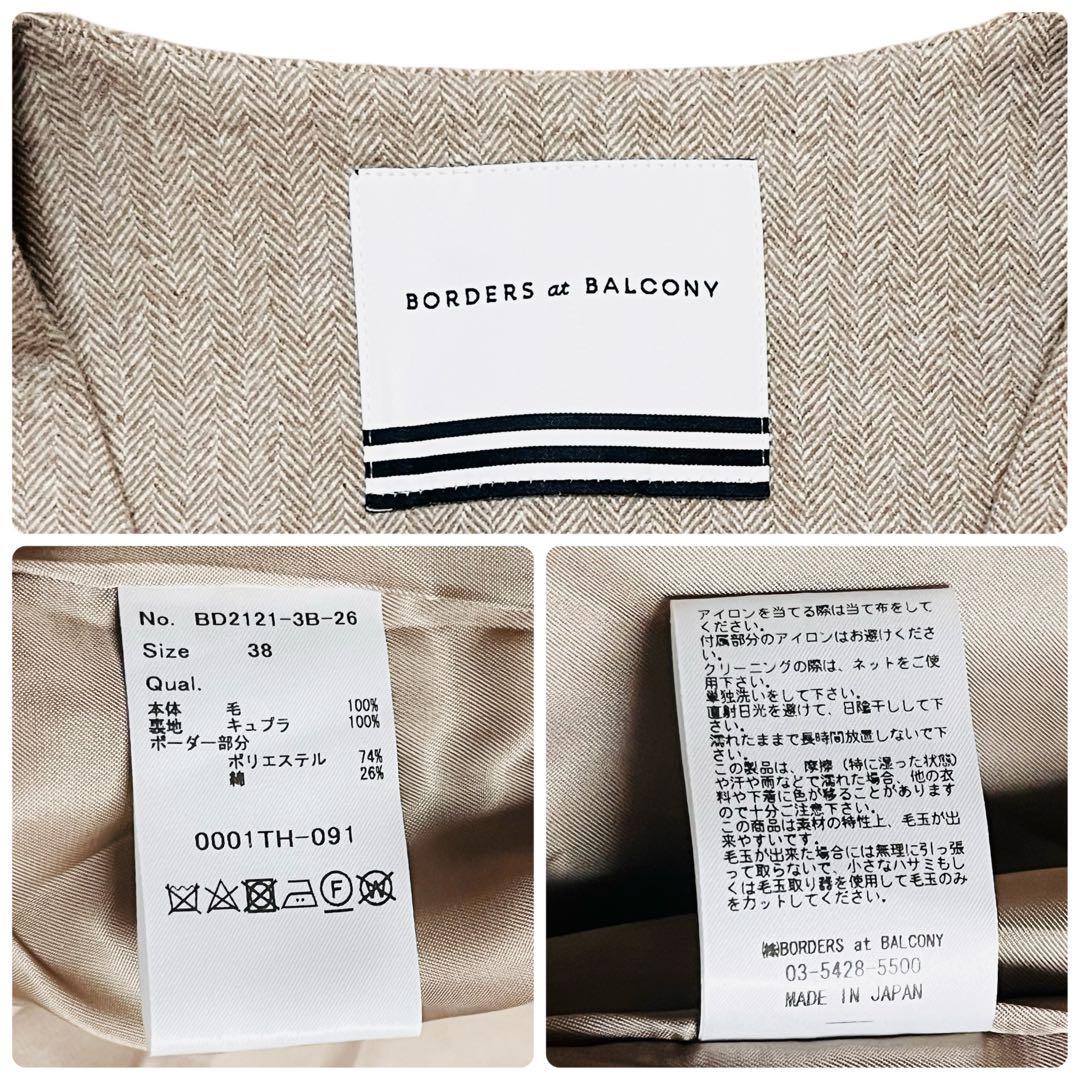 BORDERS at BALCONY
No. BD2121-3B-26
Size 38
Qual.
本体 毛 100%
裏地 キュプラ 100%
ボーダー部分
ポリエステル 74%
綿 26%
0001TH-091
F
W
アイロンを当てる際は当て布をして
ください。
付属部分のアイロンはお避けくださ
い。
クリーニングの際は、ネットをご使
用下さい。
単独洗いをして下さい。
直射日光を避けて、日陰干しして下
さい。
濡れたままで長時間放置しないで下
さい。
この製品は、摩擦（特に湿った状態）
や汗や雨などで濡れた場合、他の衣
料や下着に色が移ることがあります
ので十分ご注意下さい。
この商品は素材の特性上、毛玉が出
来やすいです。
毛玉が出来た場合には無理に引っ張
って取らないで、小さなハサミもし
くは毛玉取り器を使用して毛玉のみ
をカットしてください。
㈱BORDERS at BALCONY
03-5428-5500
MADE IN JAPAN